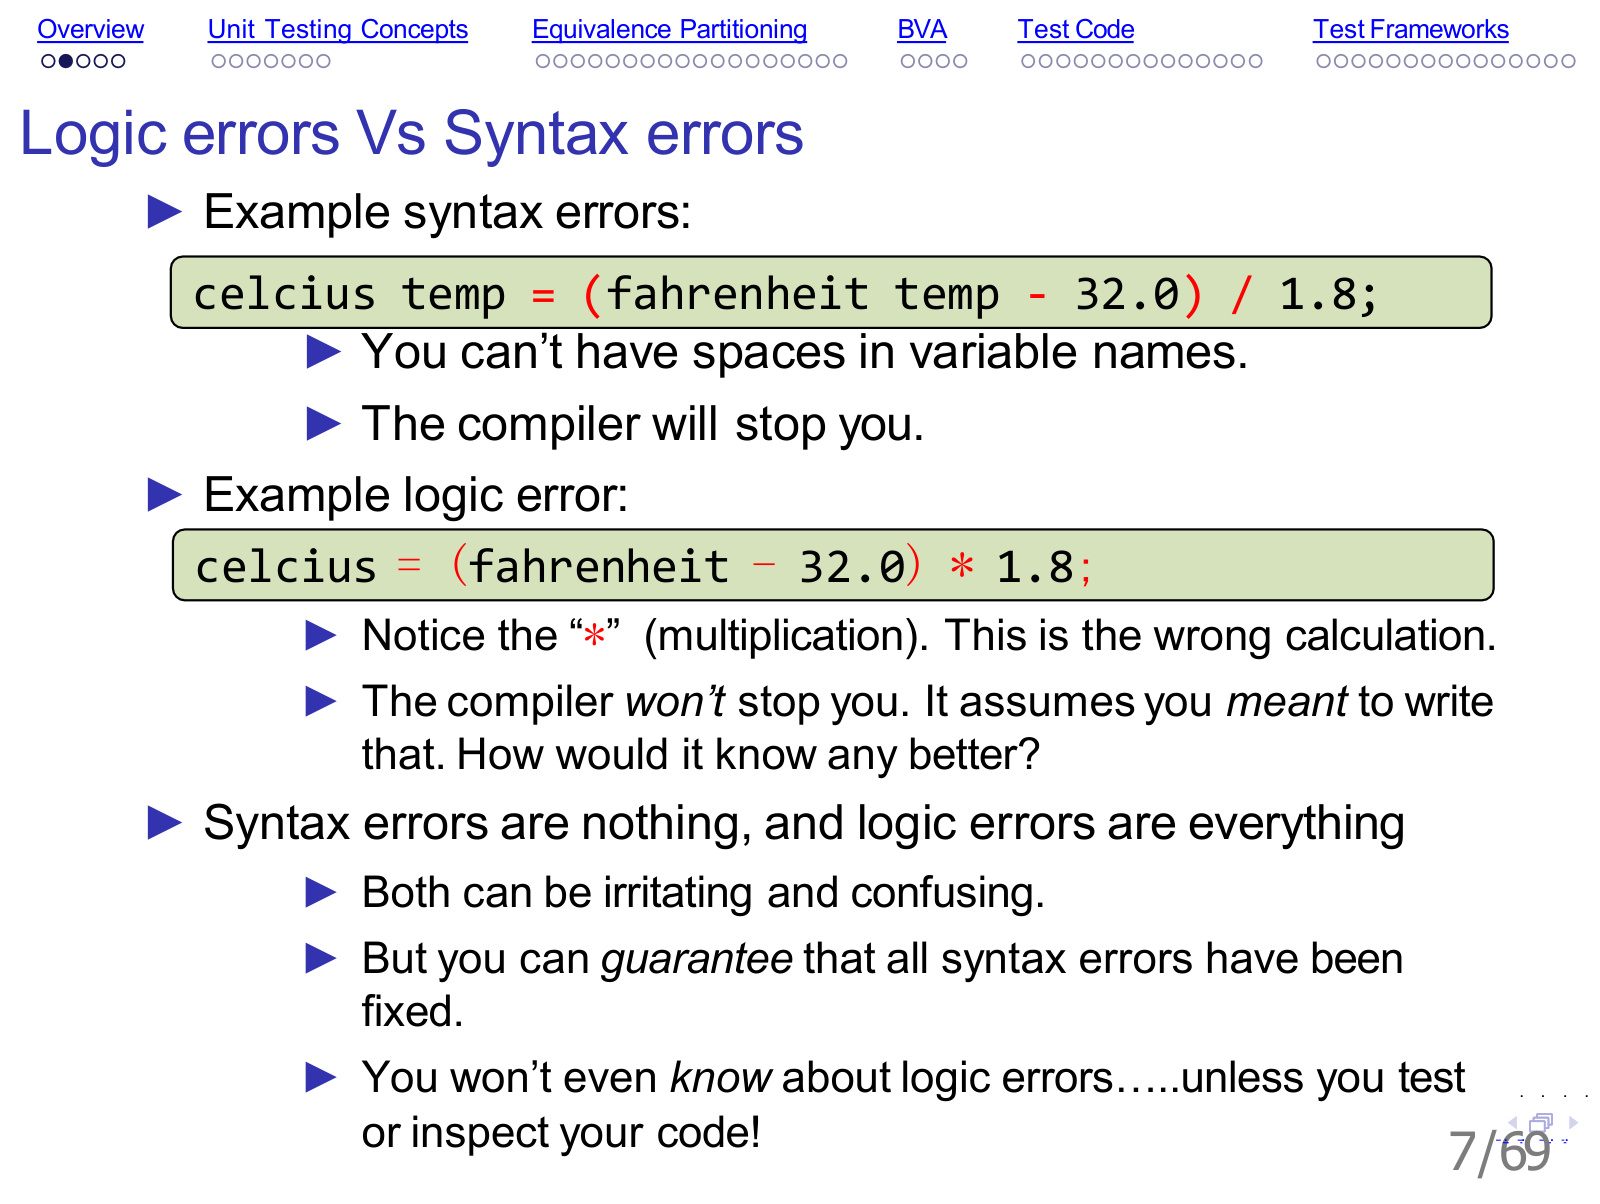 Overview Unit Testing Concepts Equivalence Partitioning BVA Test Code Test Frameworks
Logic errors Vs Syntax errors
Example syntax errors:
celcius temp = (fahrenheit temp - 32.0) / 1.8;
You can’t have spaces in variable names.
The compiler will stop you.
Example logic error:
celcius = (fahrenheit − 32.0) * 1.8;
Notice the “*” (multiplication). This is the wrong calculation.
The compiler won’t stop you. It assumes you meant to write
that. How would it know any better?
Syntax errors are nothing, and logic errors are everything
Both can be irritating and confusing.
But you can guarantee that all syntax errors have been
fixed.
You won’t even know about logic errors…..unless you test
or inspect your code!
7/69